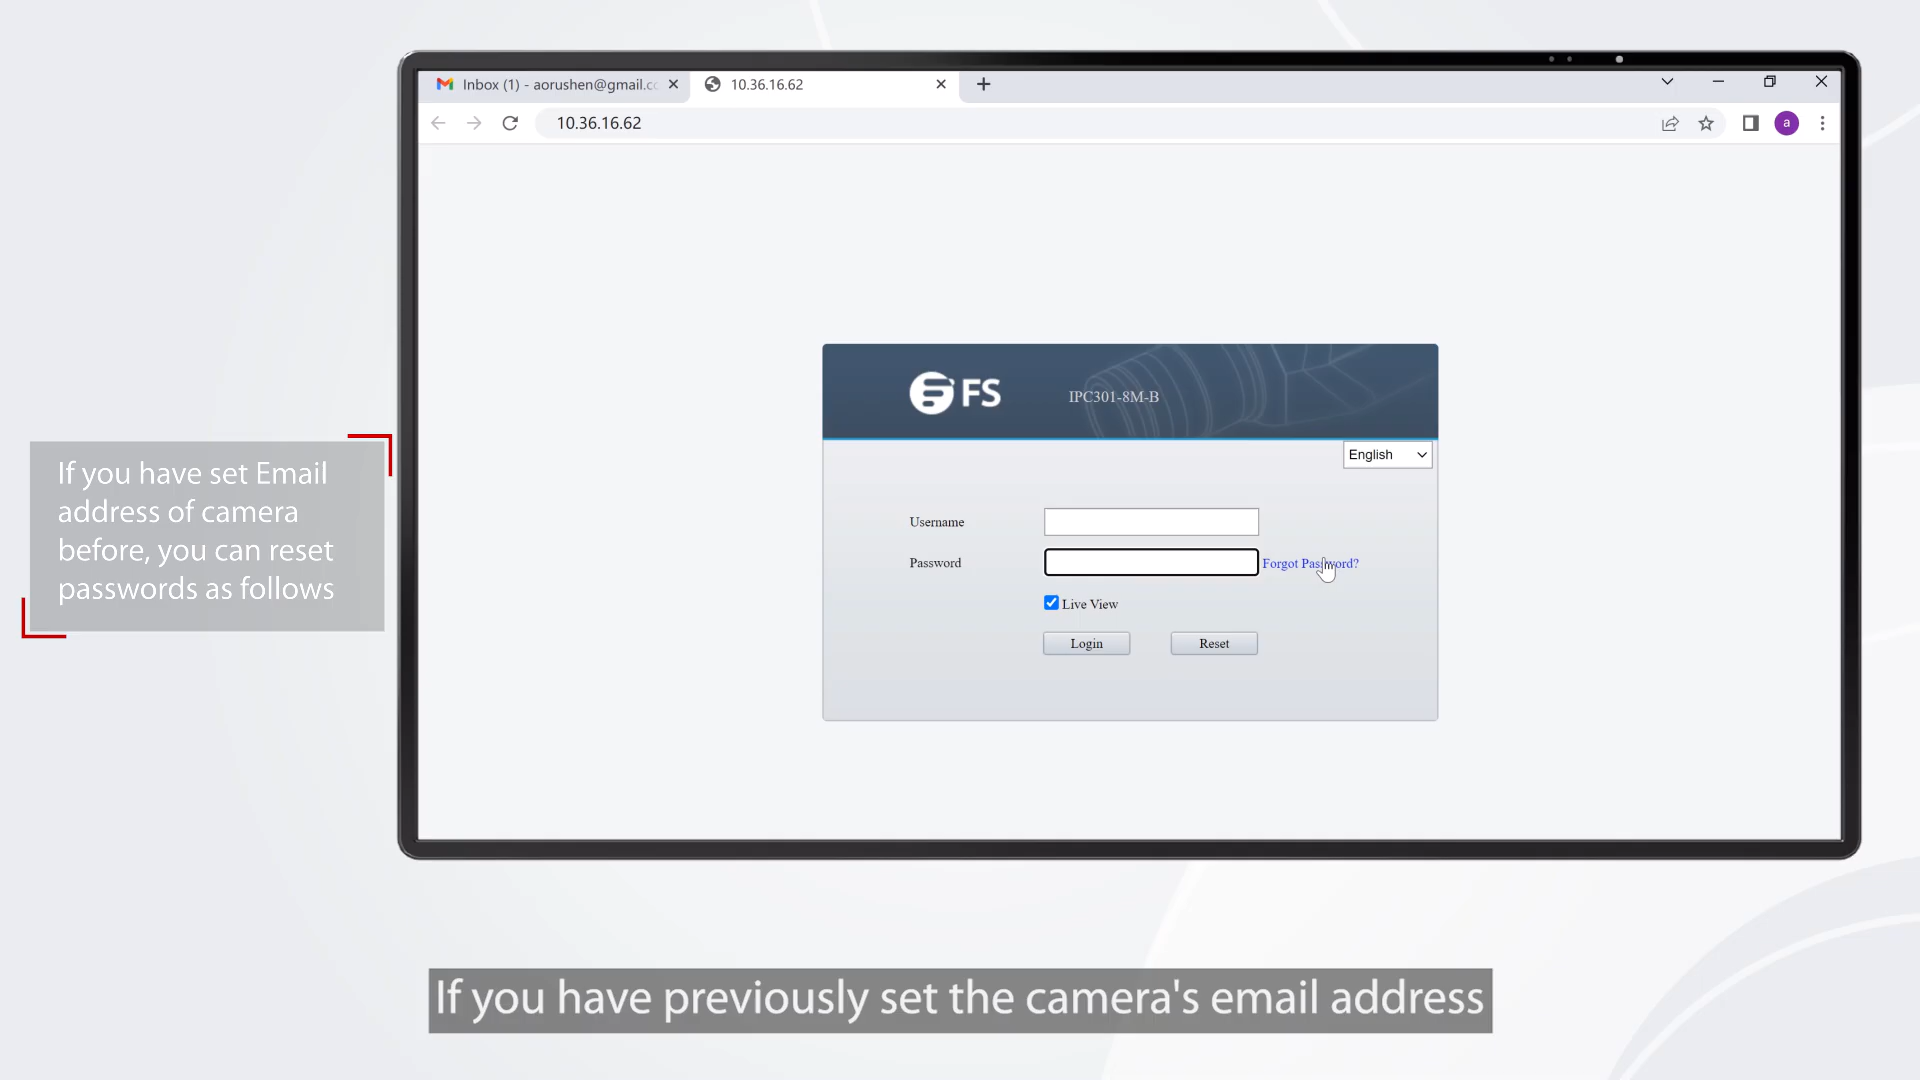 Inbox (1) - aorushen@gmail.cc
10.36.16.62
10.36.16.62
a
FS
IPC301-8M-B
English
If you have set Email
address of camera
before, you can reset
passwords as follows
Username
Password
Forgot Password?
Live View
Login
Reset
If you have previously set the camera's email address